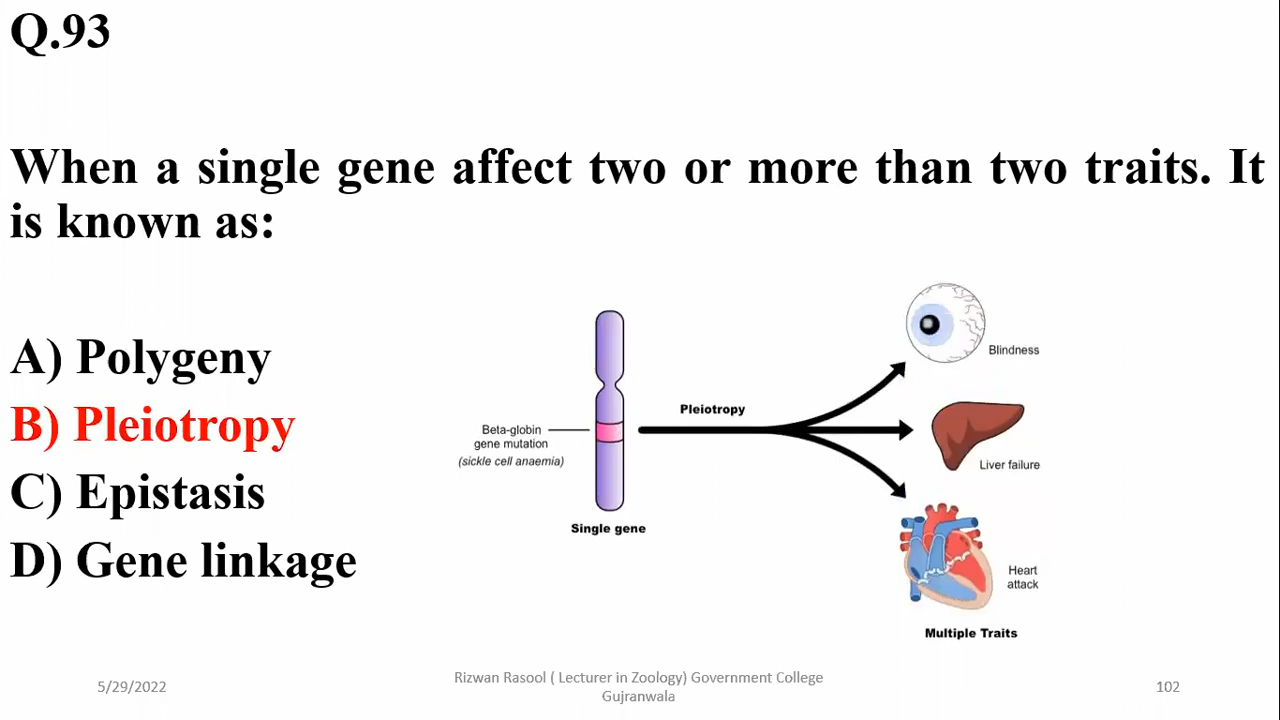 Q.93
When a single gene affect two or more than two traits. It
is known as:
A) Polygeny
B) Pleiotropy
C) Epistasis
D) Gene linkage
Beta-globin
gene mutation
(sickle cell anaemia)
Single gene
Pleiotropy
Blindness
Liver failure
Heart
attack
Multiple Traits
5/29/2022
Rizwan Rasool ( Lecturer in Zoology) Government College
Gujranwala
102